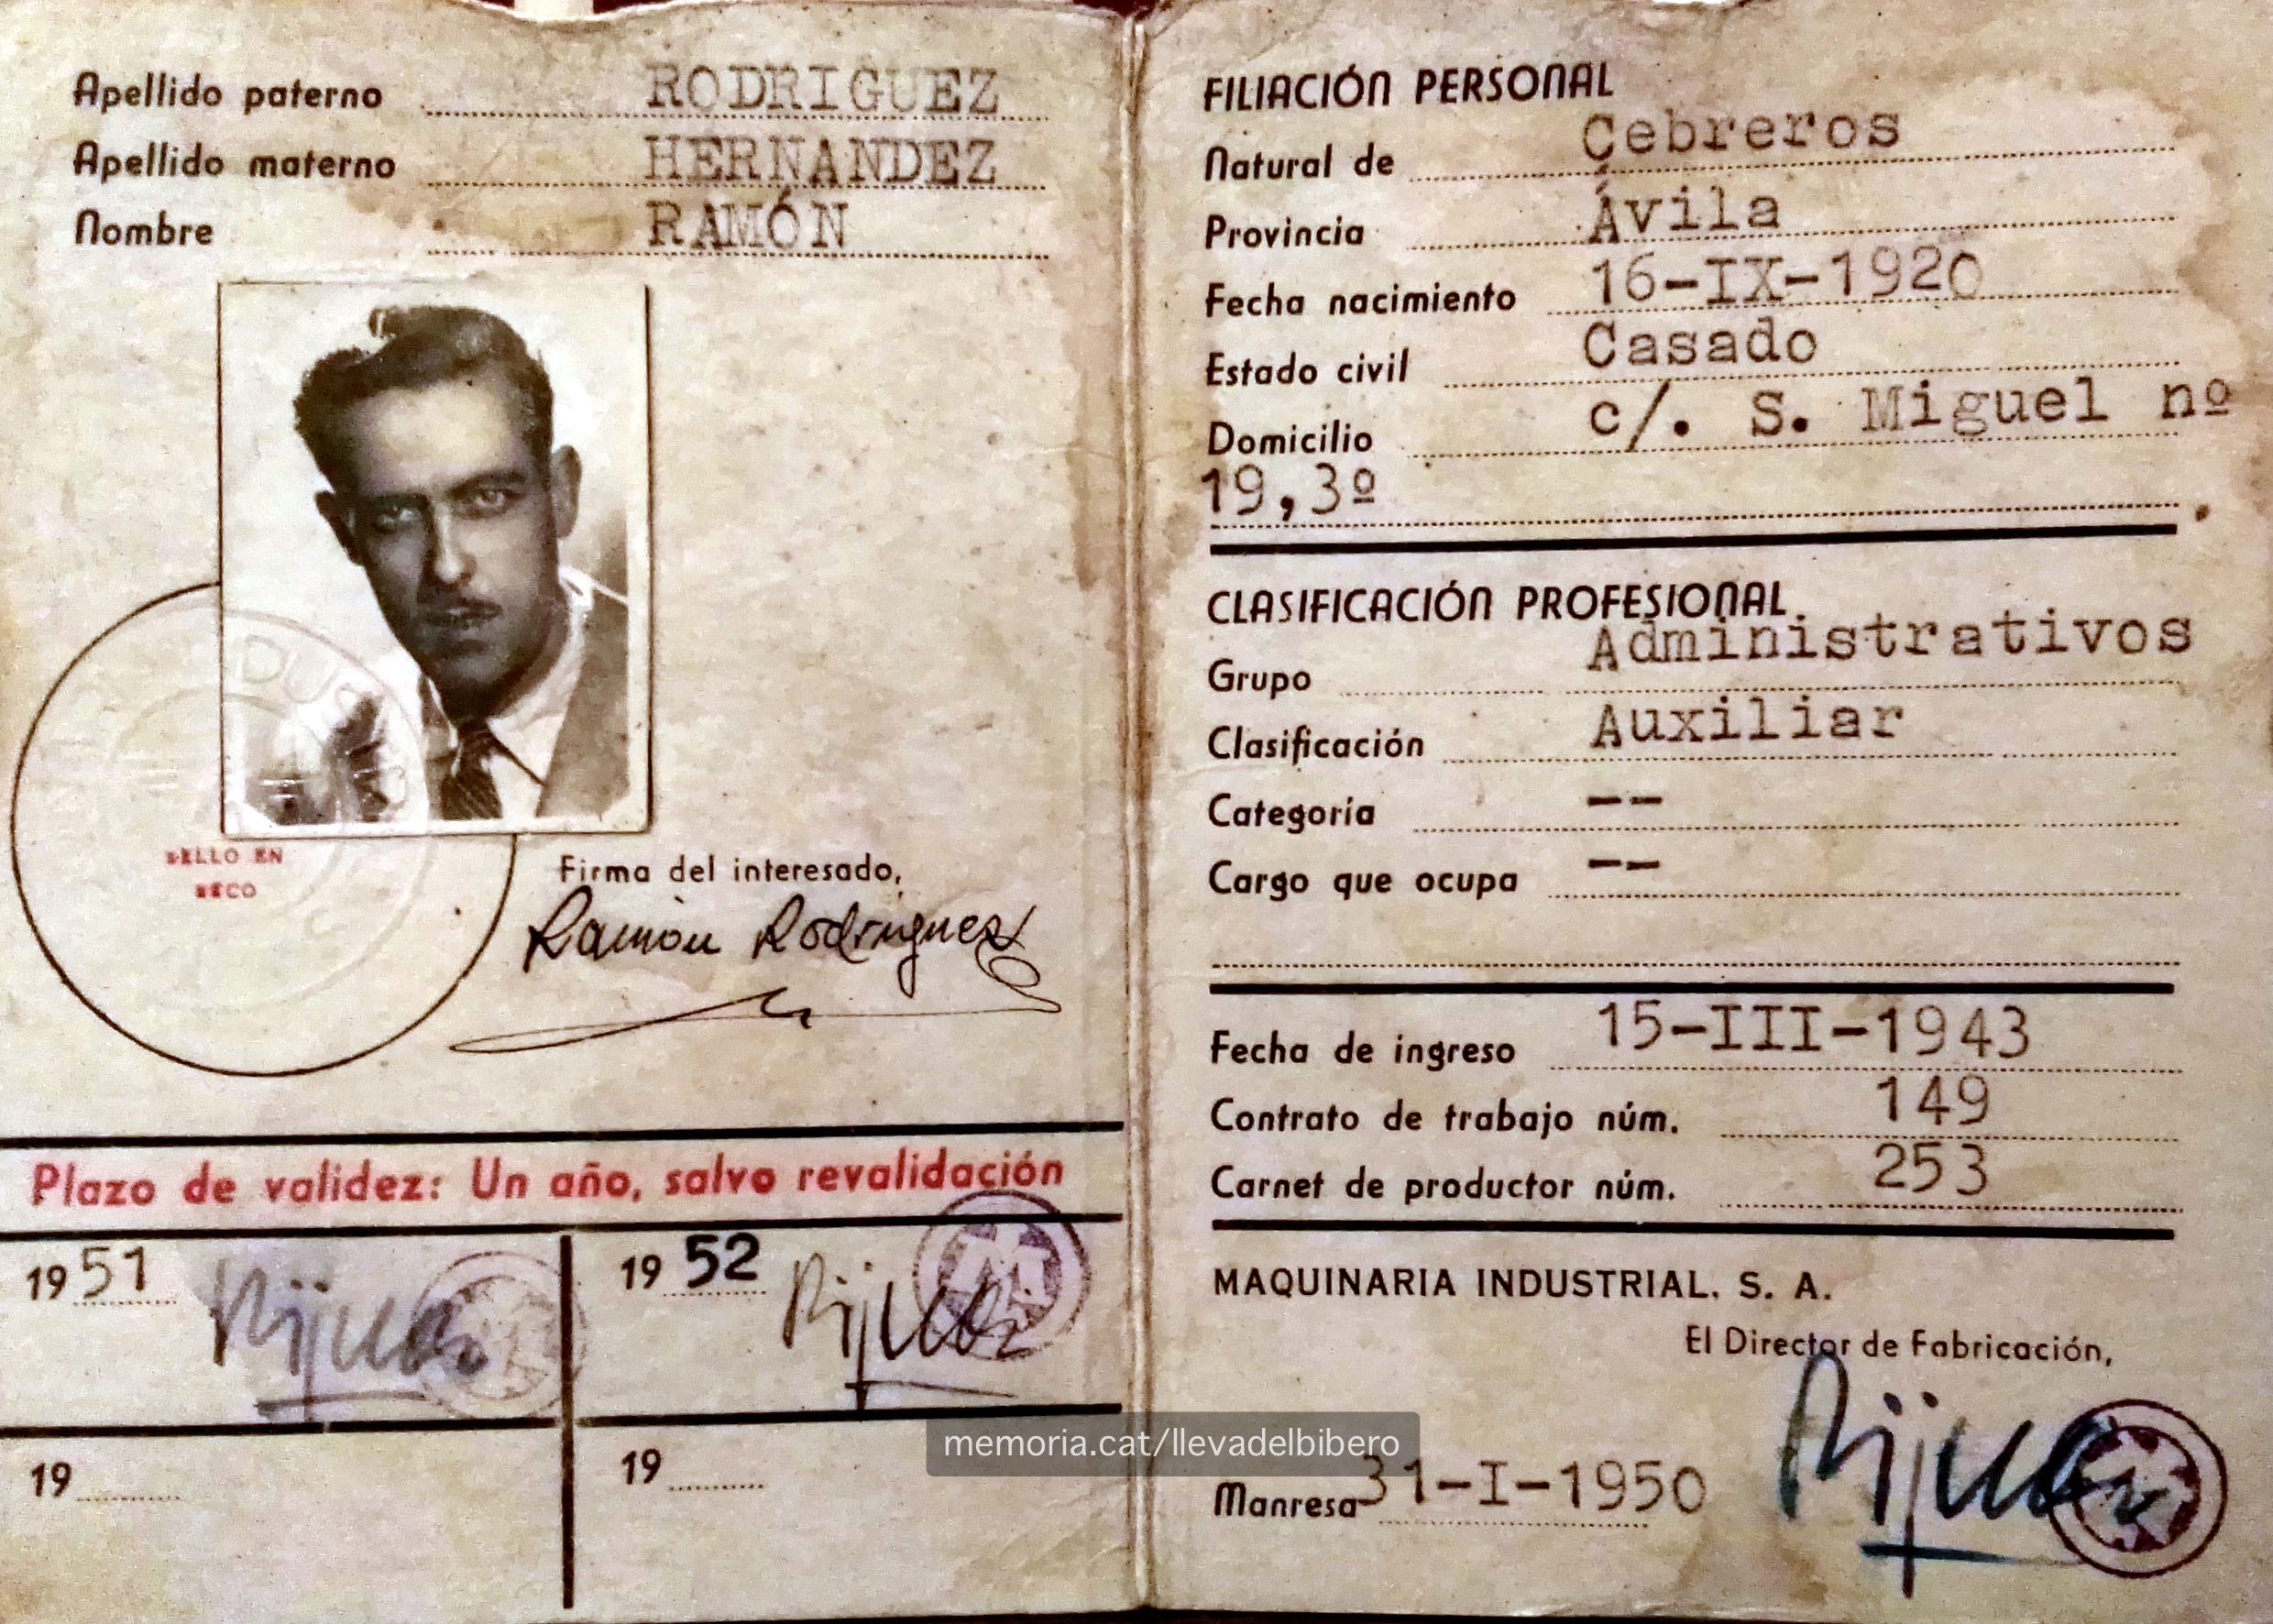 Apellido paterno RODRIGUEZ
Apellido materno HERNANDEZ
Nombre RAMÓN
SELLO EN
SECO
Firma del interesado,
Ramón Rodríguez
Plazo de validez: Un año, salvo revalidación
1951
1952
19
19
FILIACIÓN PERSONAL
Natural de Cebreros
Provincia Ávila
Fecha nacimiento 16-IX-1920
Estado civil Casado
Domicilio c/. S. Miguel nº
19,3º
CLASIFICACIÓN PROFESIONAL
Grupo Administrativos
Clasificación Auxiliar
Categoría --
Cargo que ocupa --
Fecha de ingreso 15-III-1943
Contrato de trabajo núm. 149
Carnet de productor núm. 253
MAQUINARIA INDUSTRIAL. S. A.
El Director de Fabricación,
Manresa 31-I-1950
memoria.cat/llevadelbibero